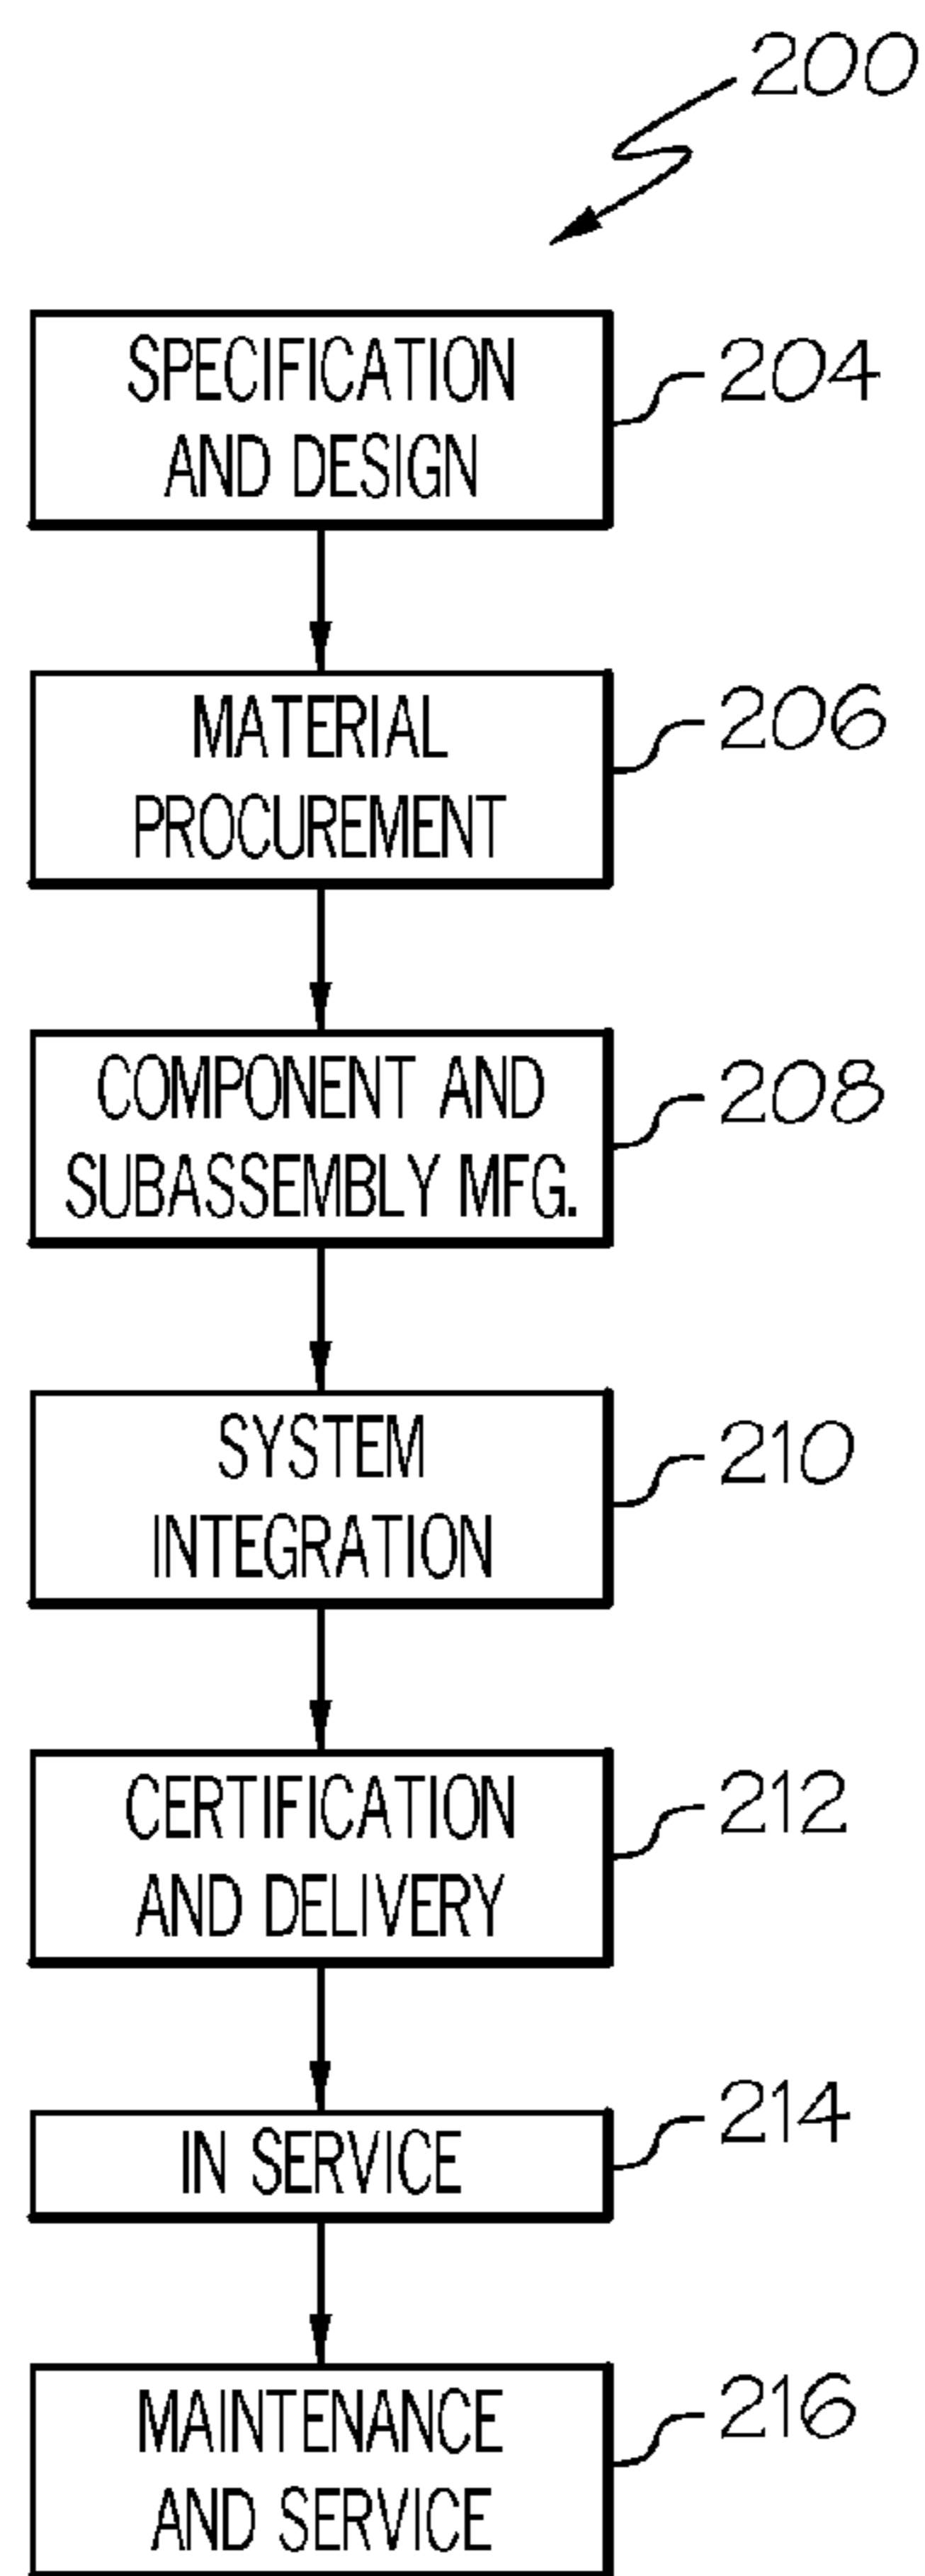 200
SPECIFICATION
AND DESIGN
204
MATERIAL
PROCUREMENT
206
COMPONENT AND
SUBASSEMBLY MFG.
208
SYSTEM
INTEGRATION
210
CERTIFICATION
AND DELIVERY
212
IN SERVICE
214
MAINTENANCE
AND SERVICE
216